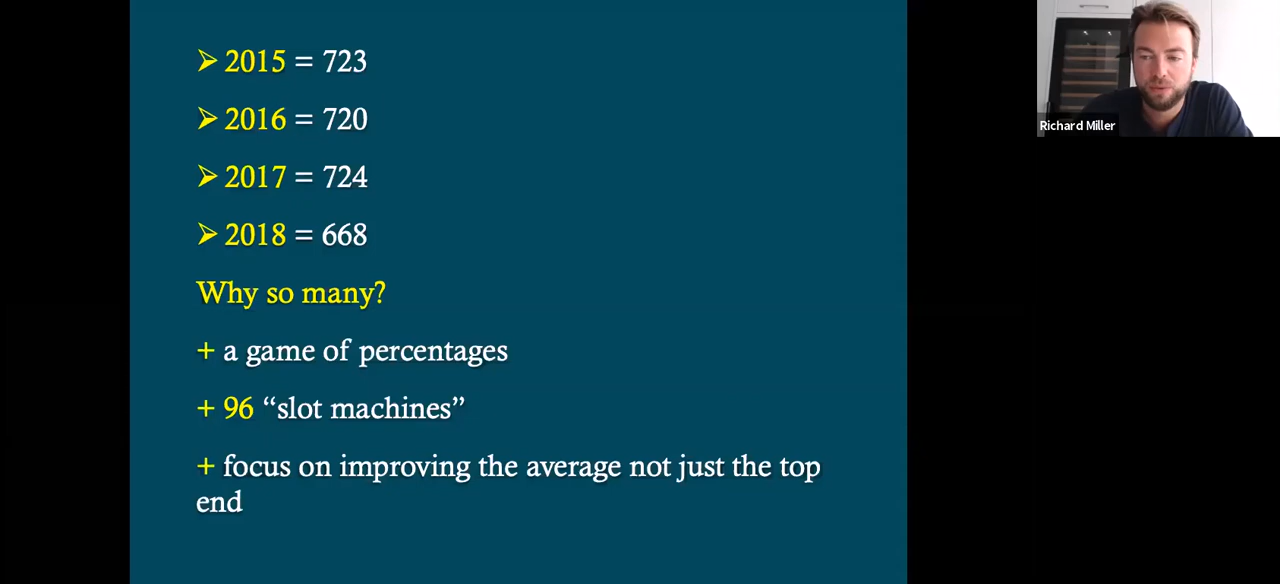 ➢ 2015 = 723
➢ 2016 = 720
➢ 2017 = 724
➢ 2018 = 668
Why so many?
+ a game of percentages
+ 96 “slot machines”
+ focus on improving the average not just the top
end
Richard Miller